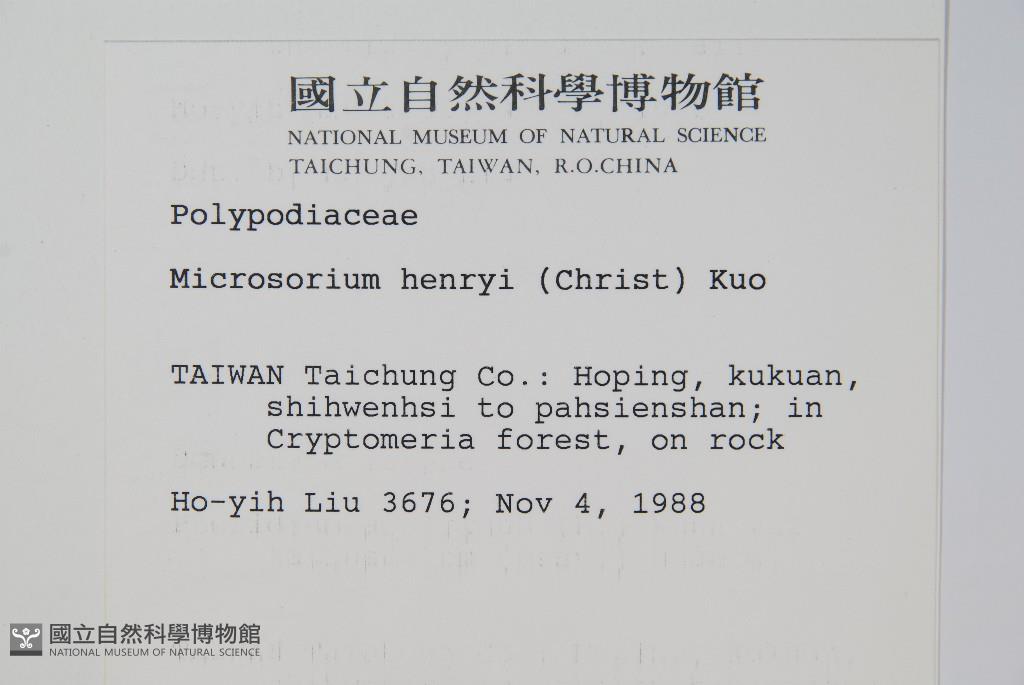 國立自然科學博物館
NATIONAL MUSEUM OF NATURAL SCIENCE
TAICHUNG, TAIWAN, R.O.CHINA
Polypodiaceae
Microsorium henryi (Christ) Kuo
TAIWAN Taichung Co.: Hoping, kukuan,
shihwenhsi to pahsienshan; in
Cryptomeria forest, on rock
Ho-yih Liu 3676; Nov 4, 1988
國立自然科學博物館
NATIONAL MUSEUM OF NATURAL SCIENCE